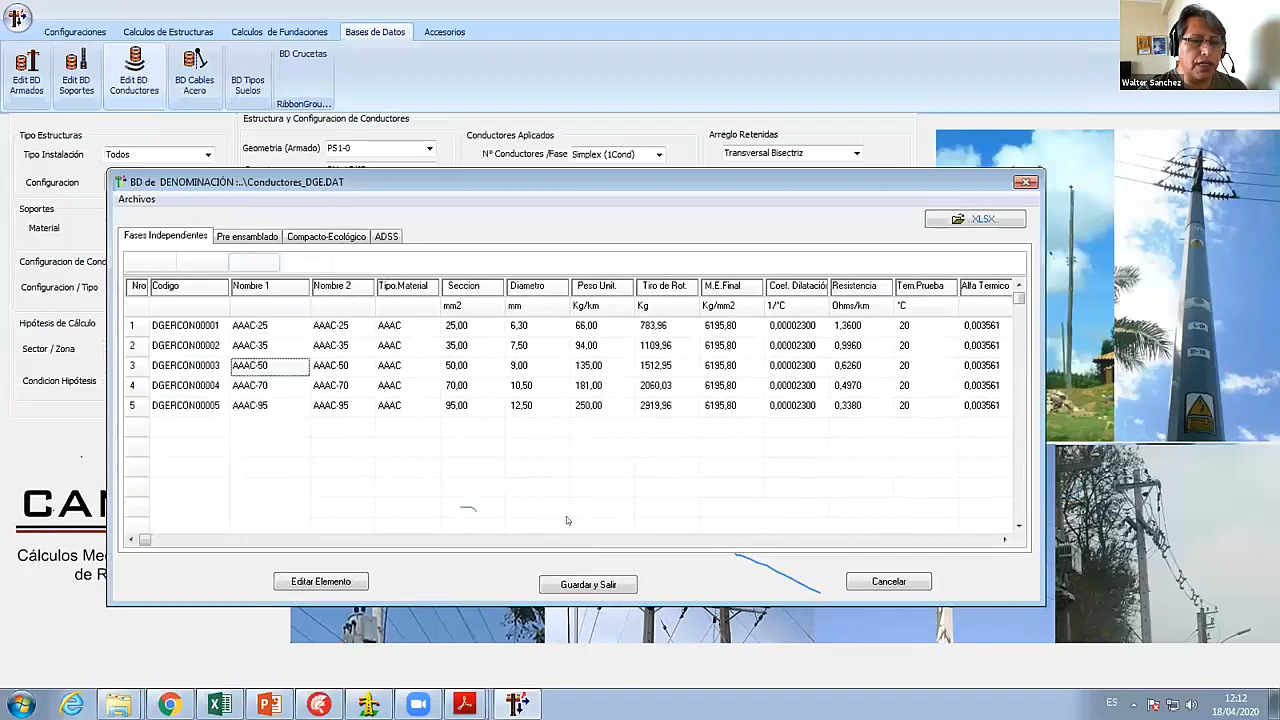 Configuraciones Calculos de Estructuras Calculos de Fundaciones Bases de Datos Accesorios
Edit BD Armados
Edit BD Soportes
Edit BD Conductores
BD Cables Acero
BD Tipos Suelos
BD Crucetas
RibbonGrou...
Walter Sanchez
Estructura y Configuracion de Conductores
Tipo Estructuras
Conductores Aplicados
Arreglo Retenidas
Tipo Instalación Todos
Geometria (Armado) PS1-0
Nº Conductores /Fase Simplex (1Cond)
Transversal Bisectriz
Configuracion
Soportes
Material
Configuracion de Conc
Configuracion / Tipo
Hipótesis de Cálculo
Sector / Zona
Condicion Hipótesis
BD de DENOMINACIÓN :..\Conductores_DGE.DAT
Archivos
.XLSX.
Fases Independientes Pre ensamblado Compacto-Ecológico ADSS
Nro Codigo Nombre 1 Nombre 2 Tipo.Material Seccion Diametro Peso Unit. Tiro de Rot. M.E.Final Coef. Dilatació Resistencia Tem.Prueba Alfa Termico
mm2 mm Kg/km Kg Kg/mm2 1/°C Ohms/km °C
1 DGERCON00001 AAAC-25 AAAC-25 AAAC 25,00 6,30 66,00 783,96 6195,80 0,00002300 1,3600 20 0,003561
2 DGERCON00002 AAAC-35 AAAC-35 AAAC 35,00 7,50 94,00 1109,96 6195,80 0,00002300 0,9960 20 0,003561
3 DGERCON00003 AAAC-50 AAAC-50 AAAC 50,00 9,00 135,00 1512,95 6195,80 0,00002300 0,6260 20 0,003561
4 DGERCON00004 AAAC-70 AAAC-70 AAAC 70,00 10,50 181,00 2060,03 6195,80 0,00002300 0,4970 20 0,003561
5 DGERCON00005 AAAC-95 AAAC-95 AAAC 95,00 12,50 250,00 2919,96 6195,80 0,00002300 0,3380 20 0,003561
Editar Elemento Guardar y Salir Cancelar
Cálculos Me
de R
ES
12:12
18/04/2020